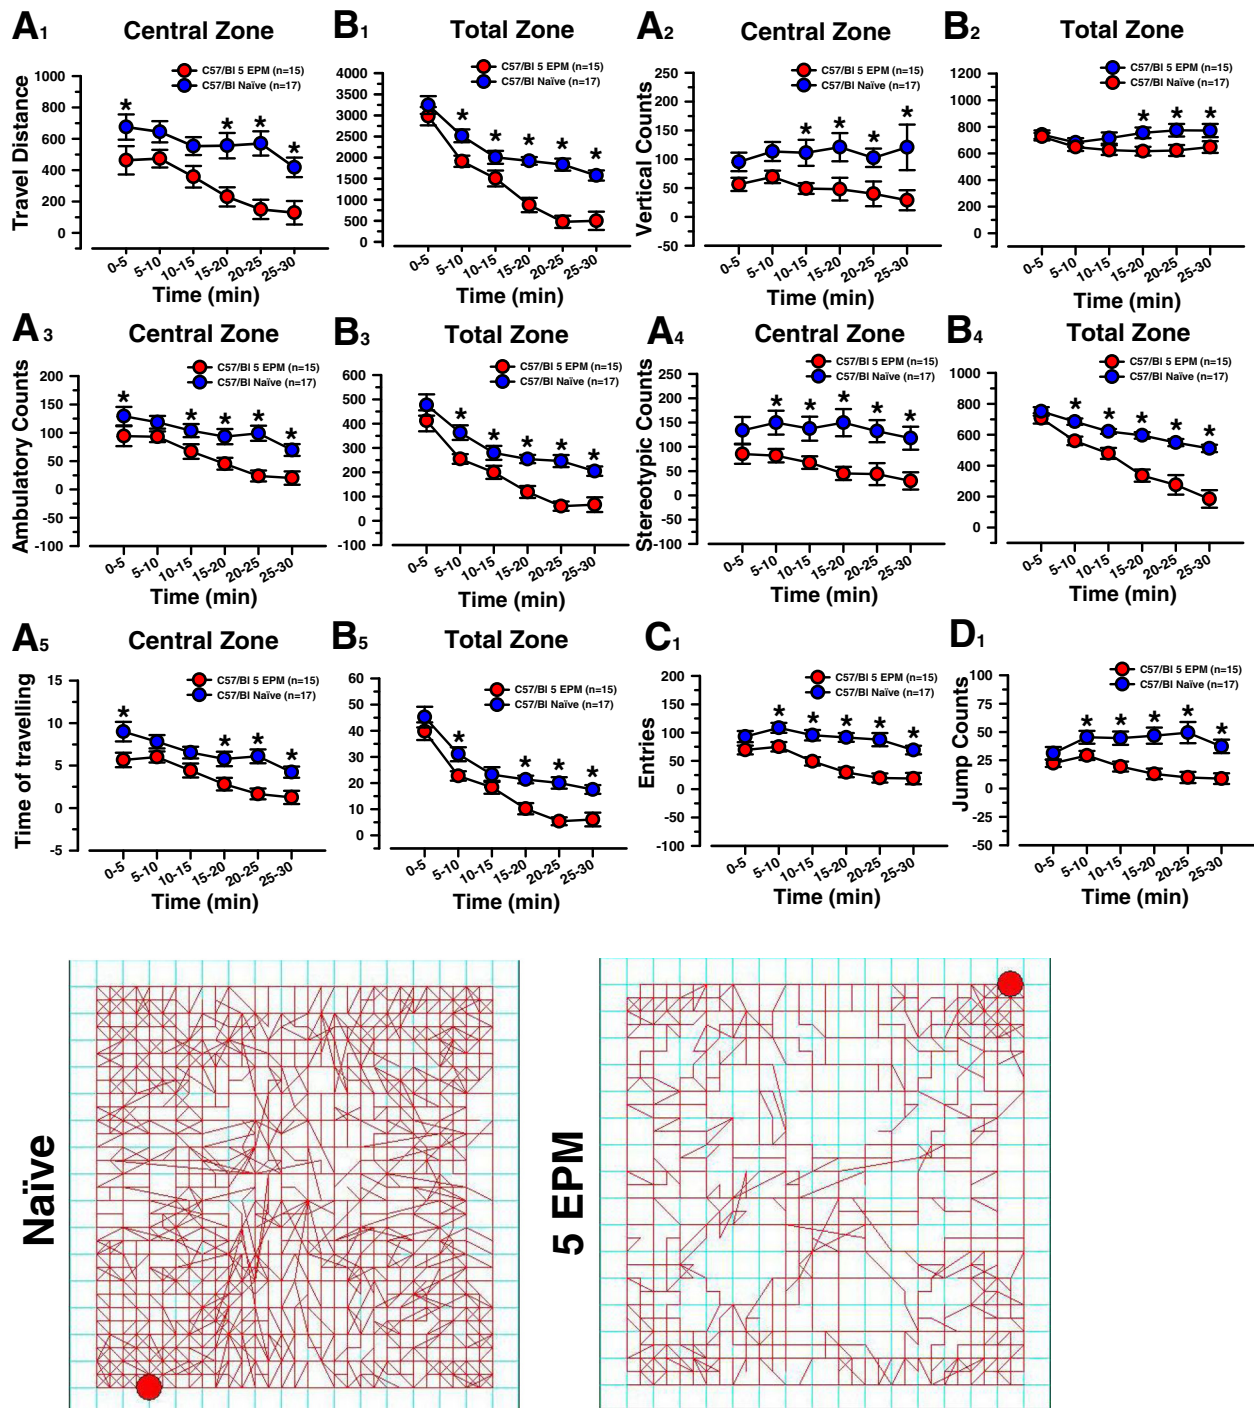 A1 Central Zone
C57/Bl 5 EPM (n=15)
C57/Bl Naïve (n=17)
Travel Distance
1000
800
600
400
200
0
* * * *
0-5 5-10 10-15 15-20 20-25 25-30
Time (min)
B1 Total Zone
C57/Bl 5 EPM (n=15)
C57/Bl Naïve (n=17)
4000
3500
3000
2500
2000
1500
1000
500
0
* * * * *
0-5 5-10 10-15 15-20 20-25 25-30
Time (min)
A2 Central Zone
C57/Bl 5 EPM (n=15)
C57/Bl Naïve (n=17)
Vertical Counts
250
200
150
100
50
0
-50
* * * *
0-5 5-10 10-15 15-20 20-25 25-30
Time (min)
B2 Total Zone
C57/Bl 5 EPM (n=15)
C57/Bl Naïve (n=17)
1200
1000
800
600
400
200
0
* * *
0-5 5-10 10-15 15-20 20-25 25-30
Time (min)
A3 Central Zone
C57/Bl 5 EPM (n=15)
C57/Bl Naïve (n=17)
Ambulatory Counts
200
150
100
50
0
-50
-100
* * * * *
0-5 5-10 10-15 15-20 20-25 25-30
Time (min)
B3 Total Zone
C57/Bl 5 EPM (n=15)
C57/Bl Naïve (n=17)
600
500
400
300
200
100
0
-100
* * * * *
0-5 5-10 10-15 15-20 20-25 25-30
Time (min)
A4 Central Zone
C57/Bl 5 EPM (n=15)
C57/Bl Naïve (n=17)
Stereotypic Counts
250
200
150
100
50
0
-50
-100
* * * * *
0-5 5-10 10-15 15-20 20-25 25-30
Time (min)
B4 Total Zone
C57/Bl 5 EPM (n=15)
C57/Bl Naïve (n=17)
1000
800
600
400
200
0
* * * * *
0-5 5-10 10-15 15-20 20-25 25-30
Time (min)
A5 Central Zone
C57/Bl 5 EPM (n=15)
C57/Bl Naïve (n=17)
Time of travelling
15
10
5
0
-5
* * * *
0-5 5-10 10-15 15-20 20-25 25-30
Time (min)
B5 Total Zone
C57/Bl 5 EPM (n=15)
C57/Bl Naïve (n=17)
60
50
40
30
20
10
0
* * * *
0-5 5-10 10-15 15-20 20-25 25-30
Time (min)
C1
C57/Bl 5 EPM (n=15)
C57/Bl Naïve (n=17)
Entries
200
150
100
50
0
-50
-100
* * * * *
0-5 5-10 10-15 15-20 20-25 25-30
Time (min)
D1
C57/Bl 5 EPM (n=15)
C57/Bl Naïve (n=17)
Jump Counts
100
75
50
25
0
-25
-50
* * * * *
0-5 5-10 10-15 15-20 20-25 25-30
Time (min)
Naïve
5 EPM